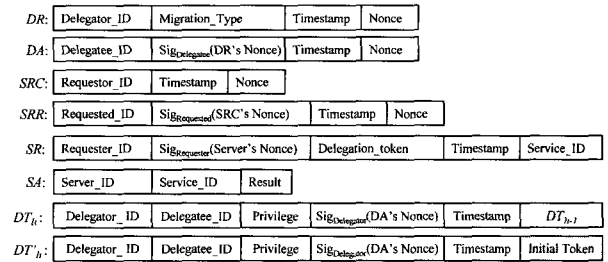 DR: Delegator_ID Migration_Type Timestamp Nonce
DA: Delegatee_ID Sig_Delegatee(DR's Nonce) Timestamp Nonce
SRC: Requestor_ID Timestamp Nonce
SRR: Requested_ID Sig_Requested(SRC's Nonce) Timestamp Nonce
SR: Requester_ID Sig_Requester(Server's Nonce) Delegation_token Timestamp Service_ID
SA: Server_ID Service_ID Result
DT_h: Delegator_ID Delegatee_ID Privilege Sig_Delegator(DA's Nonce) Timestamp DT_h-1
DT'_h: Delegator_ID Delegatee_ID Privilege Sig_Delegator(DA's Nonce) Timestamp Initial Token